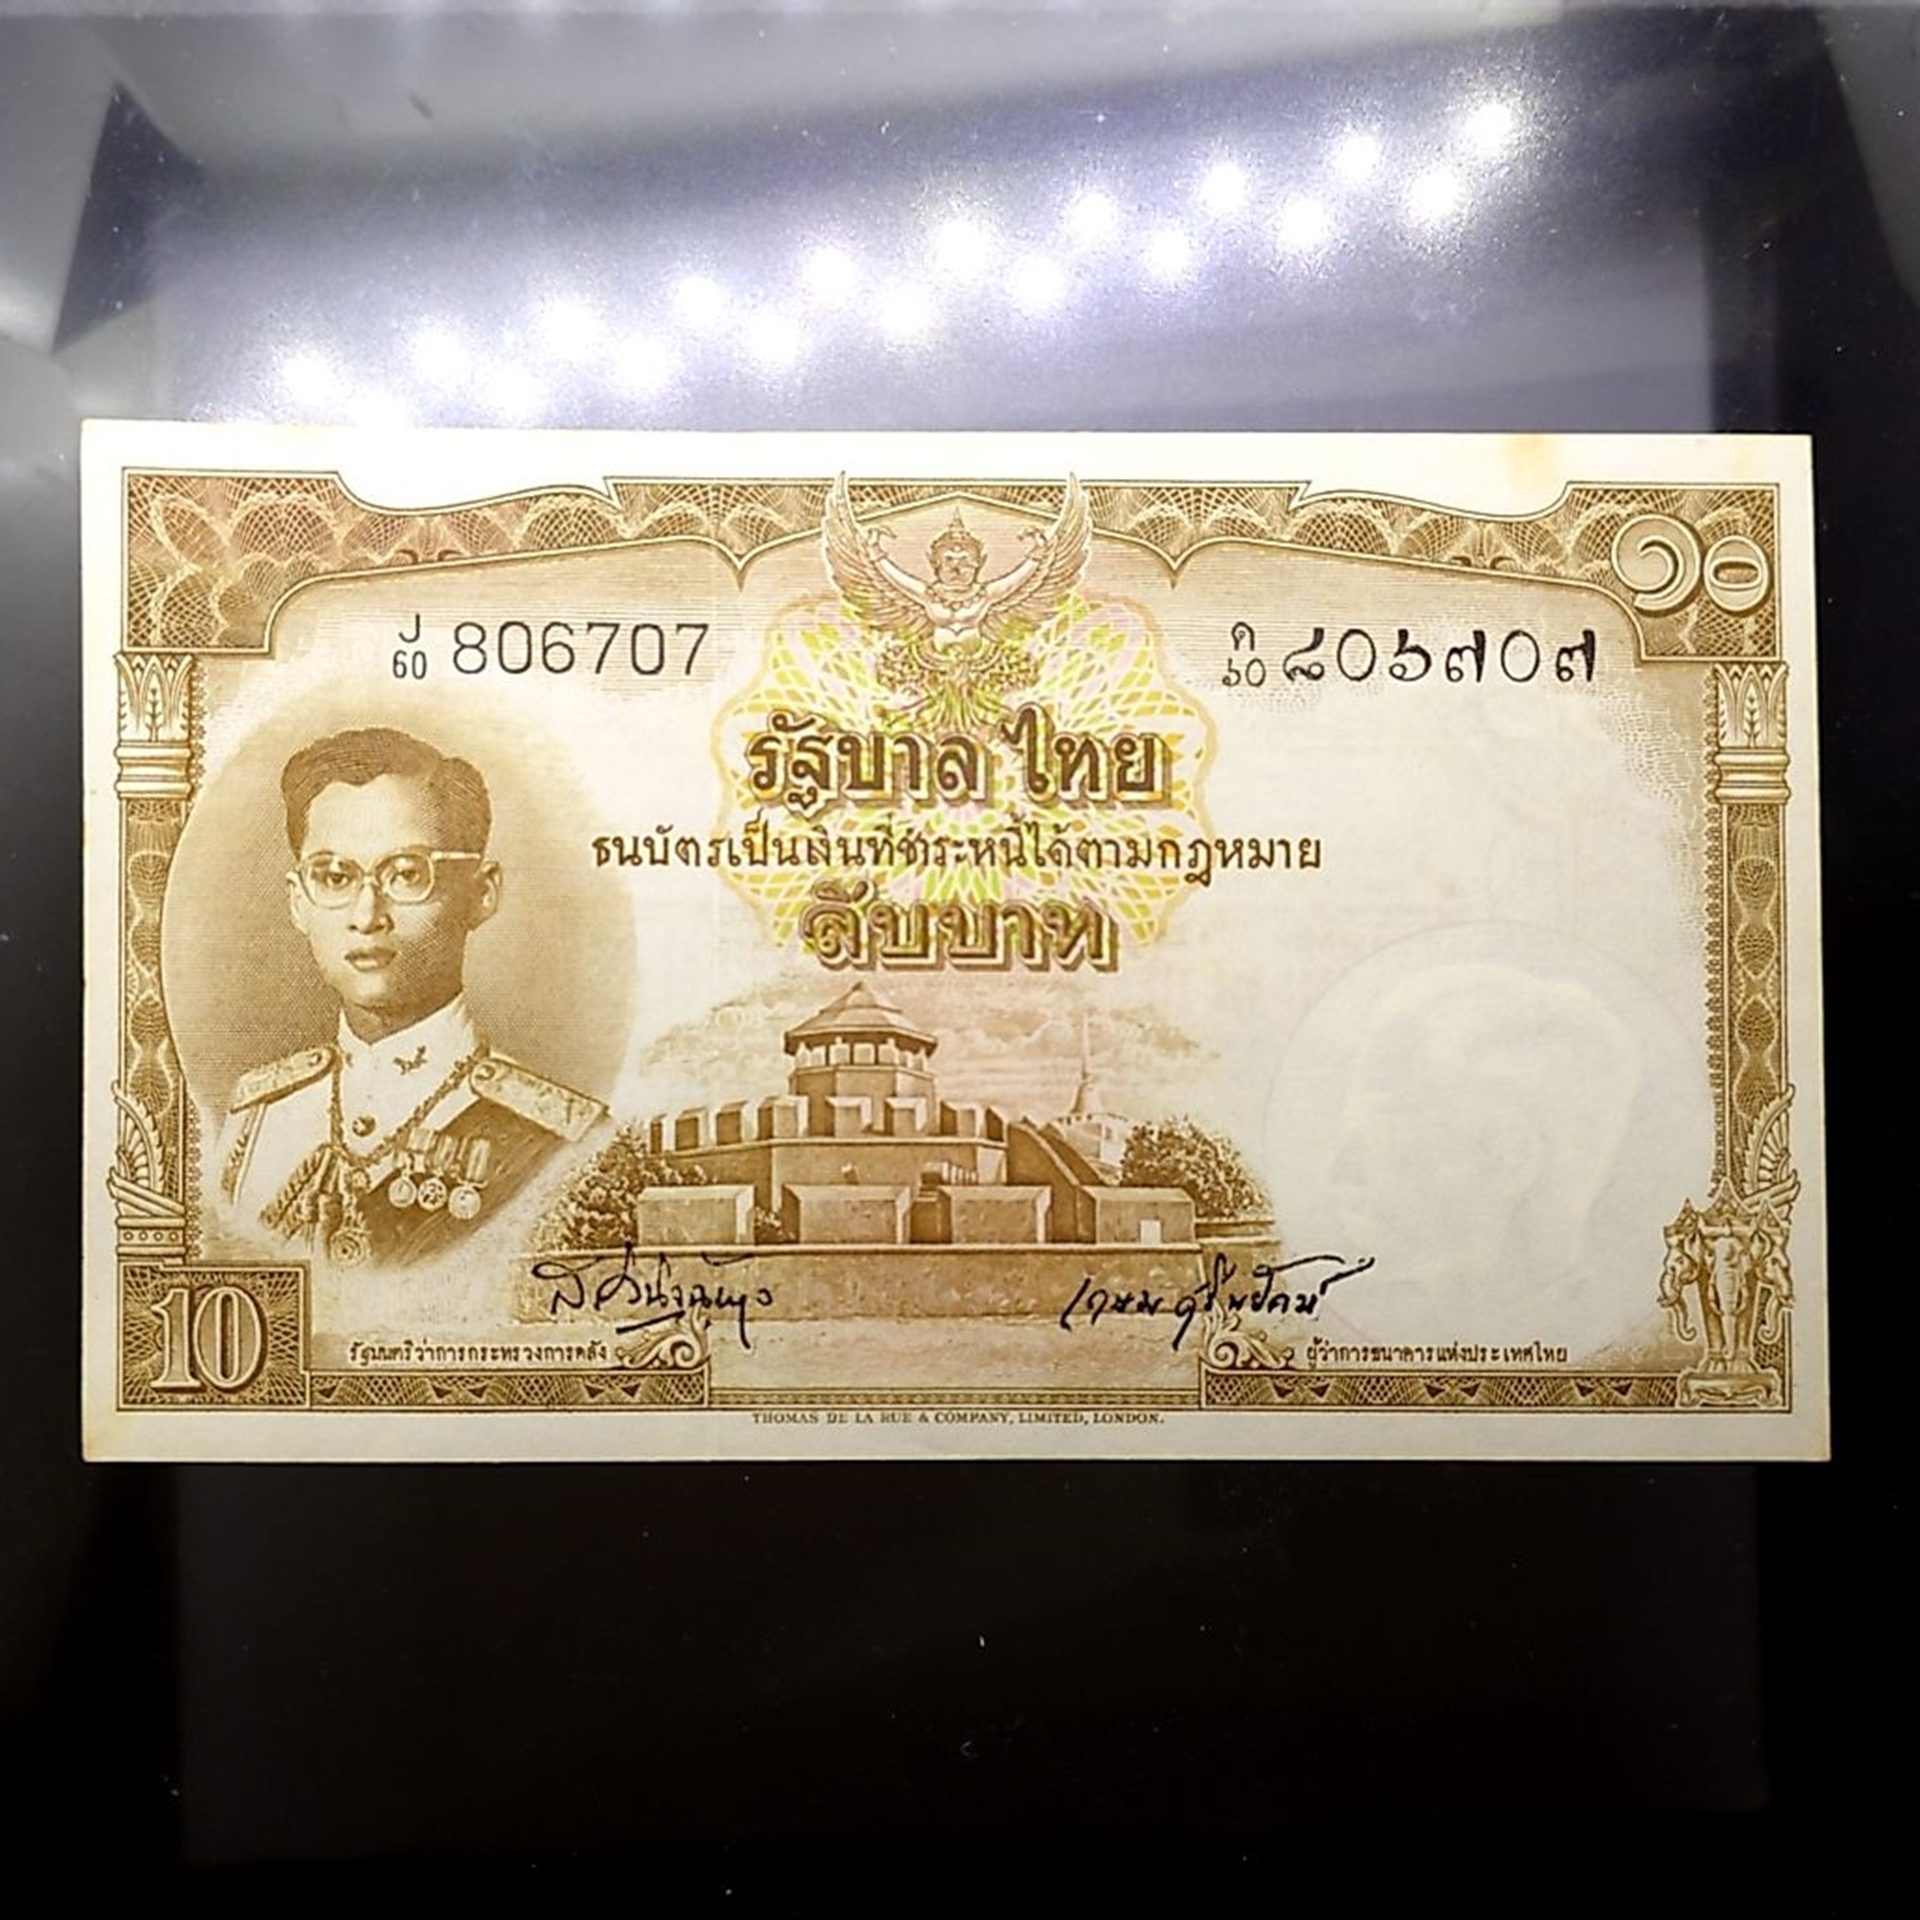 ๑๐
J
60 806707
ด
๖๐ ๘๐๖๗๐๗
รัฐบาลไทย
ธนบัตรเป็นเงินที่ชำระหนี้ได้ตามกฎหมาย
สิบบาท
10
รัฐมนตรีว่าการกระทรวงการคลัง
ผู้ว่าการธนาคารแห่งประเทศไทย
THOMAS DE LA RUE & COMPANY, LIMITED, LONDON.